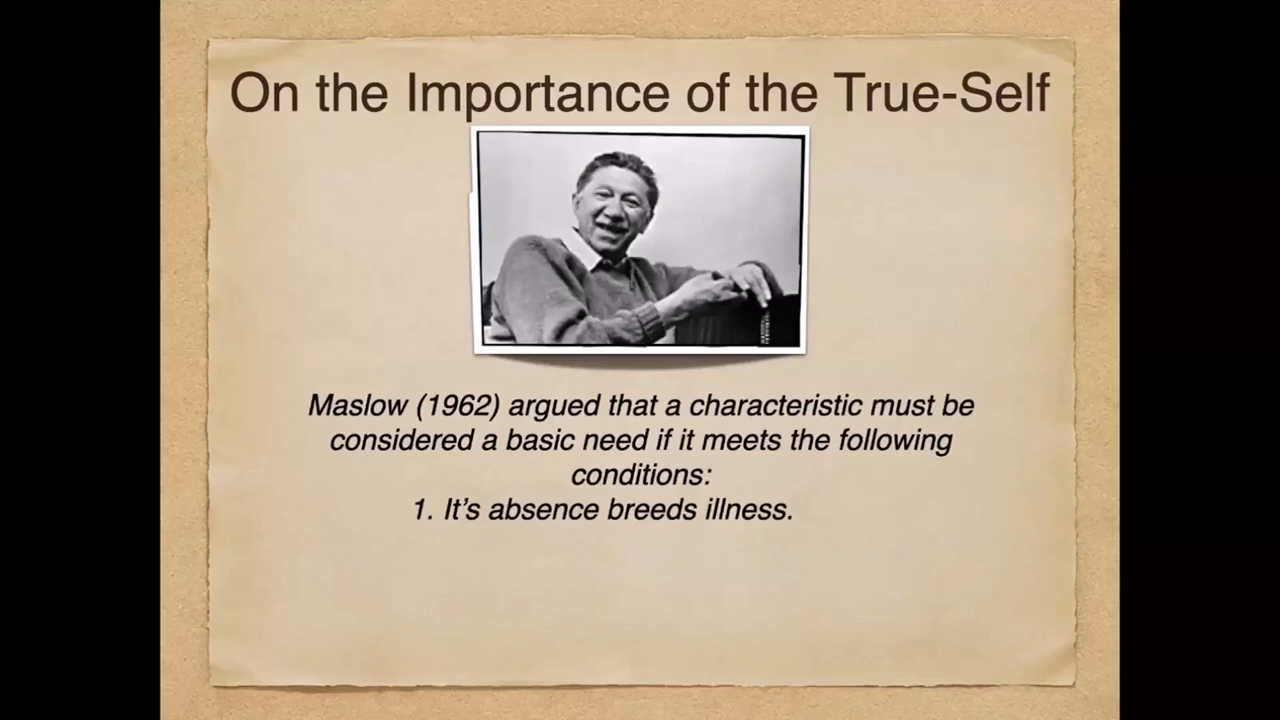 On the Importance of the True-Self
Maslow (1962) argued that a characteristic must be
considered a basic need if it meets the following
conditions:
1. It’s absence breeds illness.